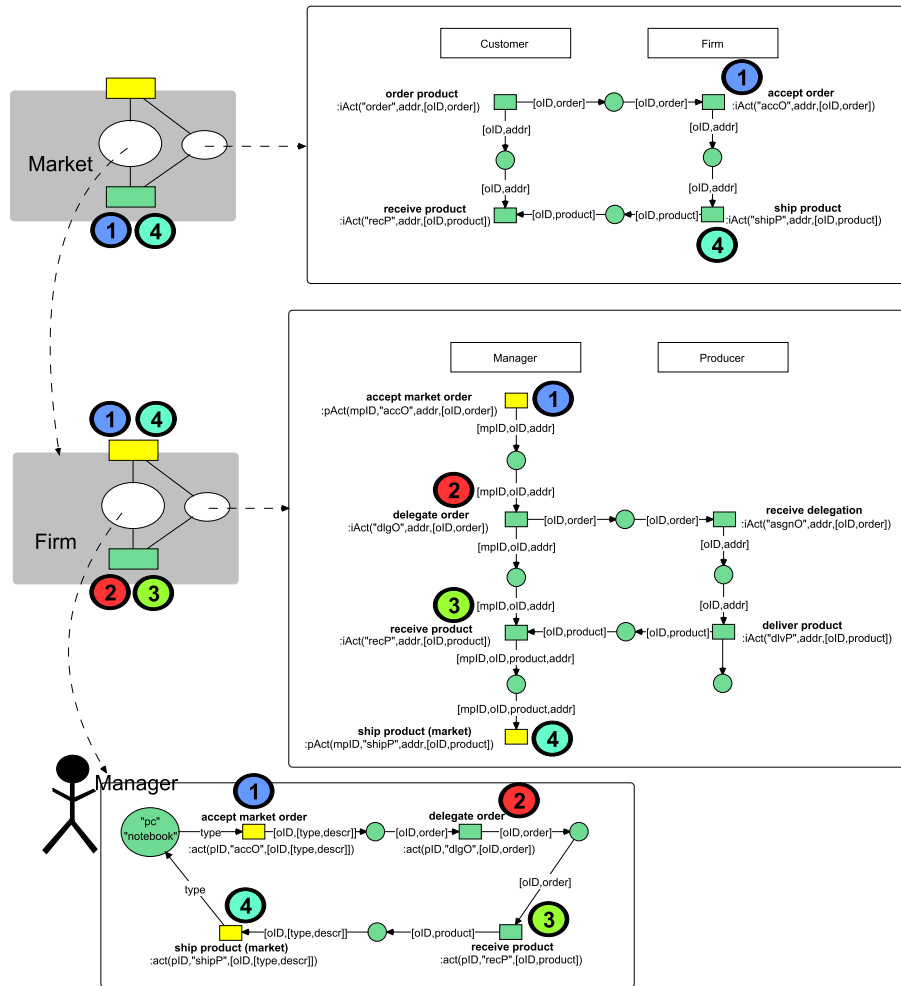 Customer
Firm
1
order product
:iAct("order",addr,[oID,order])
[oID,order]
[oID,order]
accept order
:iAct("accO",addr,[oID,order])
[oID,addr]
[oID,addr]
[oID,addr]
[oID,addr]
receive product
:iAct("recP",addr,[oID,product])
[oID,product]
[oID,product]
ship product
:iAct("shipP",addr,[oID,product])
4
Market
1
4
Manager
Producer
accept market order
:pAct(mpID,"accO",addr,[oID,order])
1
[mpID,oID,addr]
[mpID,oID,addr]
2
delegate order
:iAct("dlgO",addr,[oID,order])
[oID,order]
[oID,order]
receive delegation
:iAct("asgnO",addr,[oID,order])
[mpID,oID,addr]
[oID,addr]
[mpID,oID,addr]
[oID,addr]
3
receive product
:iAct("recP",addr,[oID,product])
[oID,product]
[oID,product]
deliver product
:iAct("dlvP",addr,[oID,product])
[mpID,oID,product,addr]
[mpID,oID,product,addr]
ship product (market)
:pAct(mpID,"shipP",addr,[oID,product])
4
1
4
Firm
2
3
Manager
1
2
"pc"
"notebook"
type
accept market order
:act(pID,"accO",[oID,[type,descr]])
[oID,[type,descr]]
[oID,order]
delegate order
:act(pID,"dlgO",[oID,order])
[oID,order]
[oID,order]
type
4
3
ship product (market)
:act(pID,"shipP",[oID,[type,descr]])
[oID,[type,descr]]
[oID,product]
receive product
:act(pID,"recP",[oID,product])